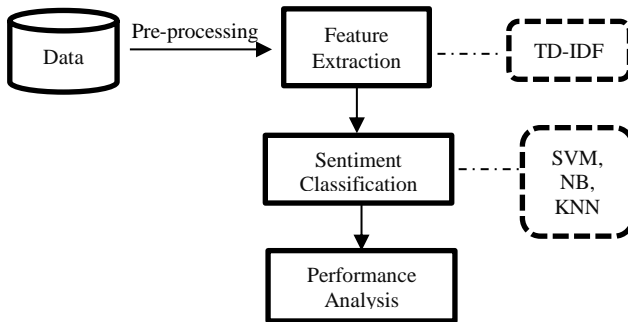 Data
Pre-processing
Feature
Extraction
TD-IDF
Sentiment
Classification
SVM,
NB,
KNN
Performance
Analysis